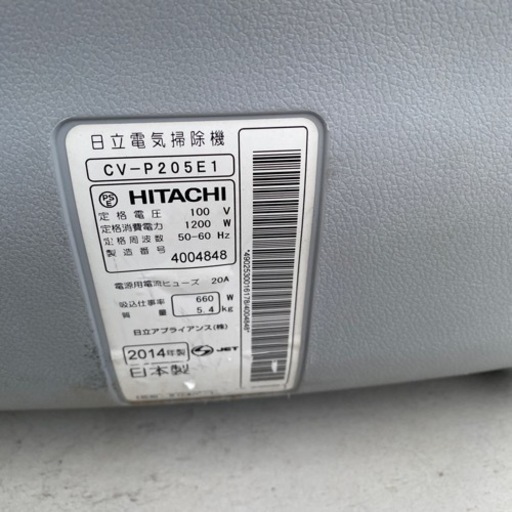 日立電気掃除機
CV-P205E1
PS E HITACHI
定格電圧 100 V
定格消費電力 1200 W
定格周波数 50-60 Hz
製造番号 4004848
電源用電流ヒューズ 20A
吸込仕事率 660 W
質量 5.4 kg
日立アプライアンス(株)
2014年製 JET
日本製
*4902530016178/4004848*